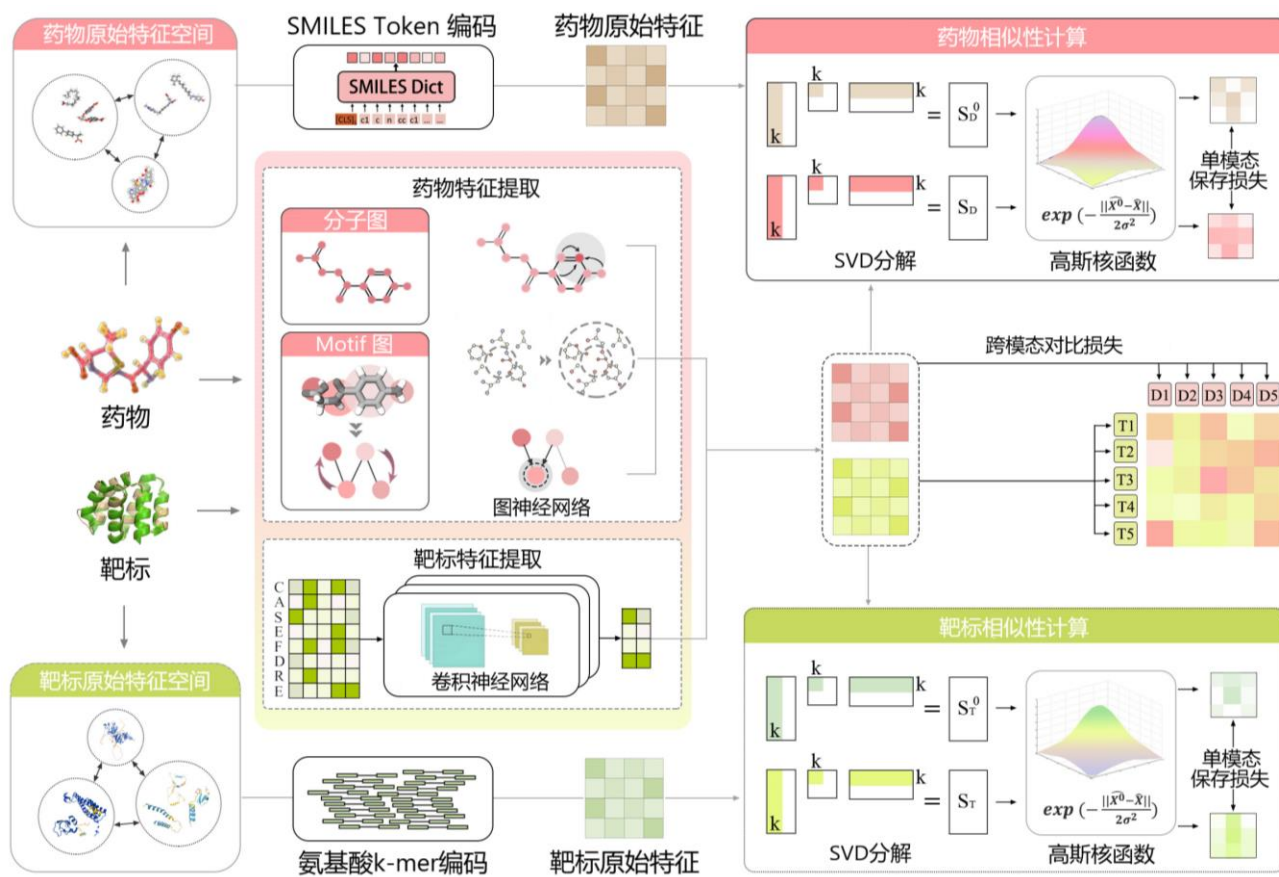 药物原始特征空间
SMILES Token 编码
SMILES Dict
[CLS] c1 c n cc c1 ... ...
药物原始特征
药物相似性计算
k
k
k
= S_D^0
k
k
k
= S_D
SVD分解
exp (-||X̂⁰-X̂||/2σ²)
高斯核函数
单模态
保存损失
药物特征提取
分子图
Motif 图
图神经网络
药物
靶标
靶标特征提取
C
A
S
E
F
D
R
E
卷积神经网络
跨模态对比损失
D1 D2 D3 D4 D5
T1
T2
T3
T4
T5
靶标原始特征空间
氨基酸k-mer编码
靶标原始特征
靶标相似性计算
k
k
k
= S_T^0
k
k
k
= S_T
SVD分解
exp (-||X̂⁰-X̂||/2σ²)
高斯核函数
单模态
保存损失